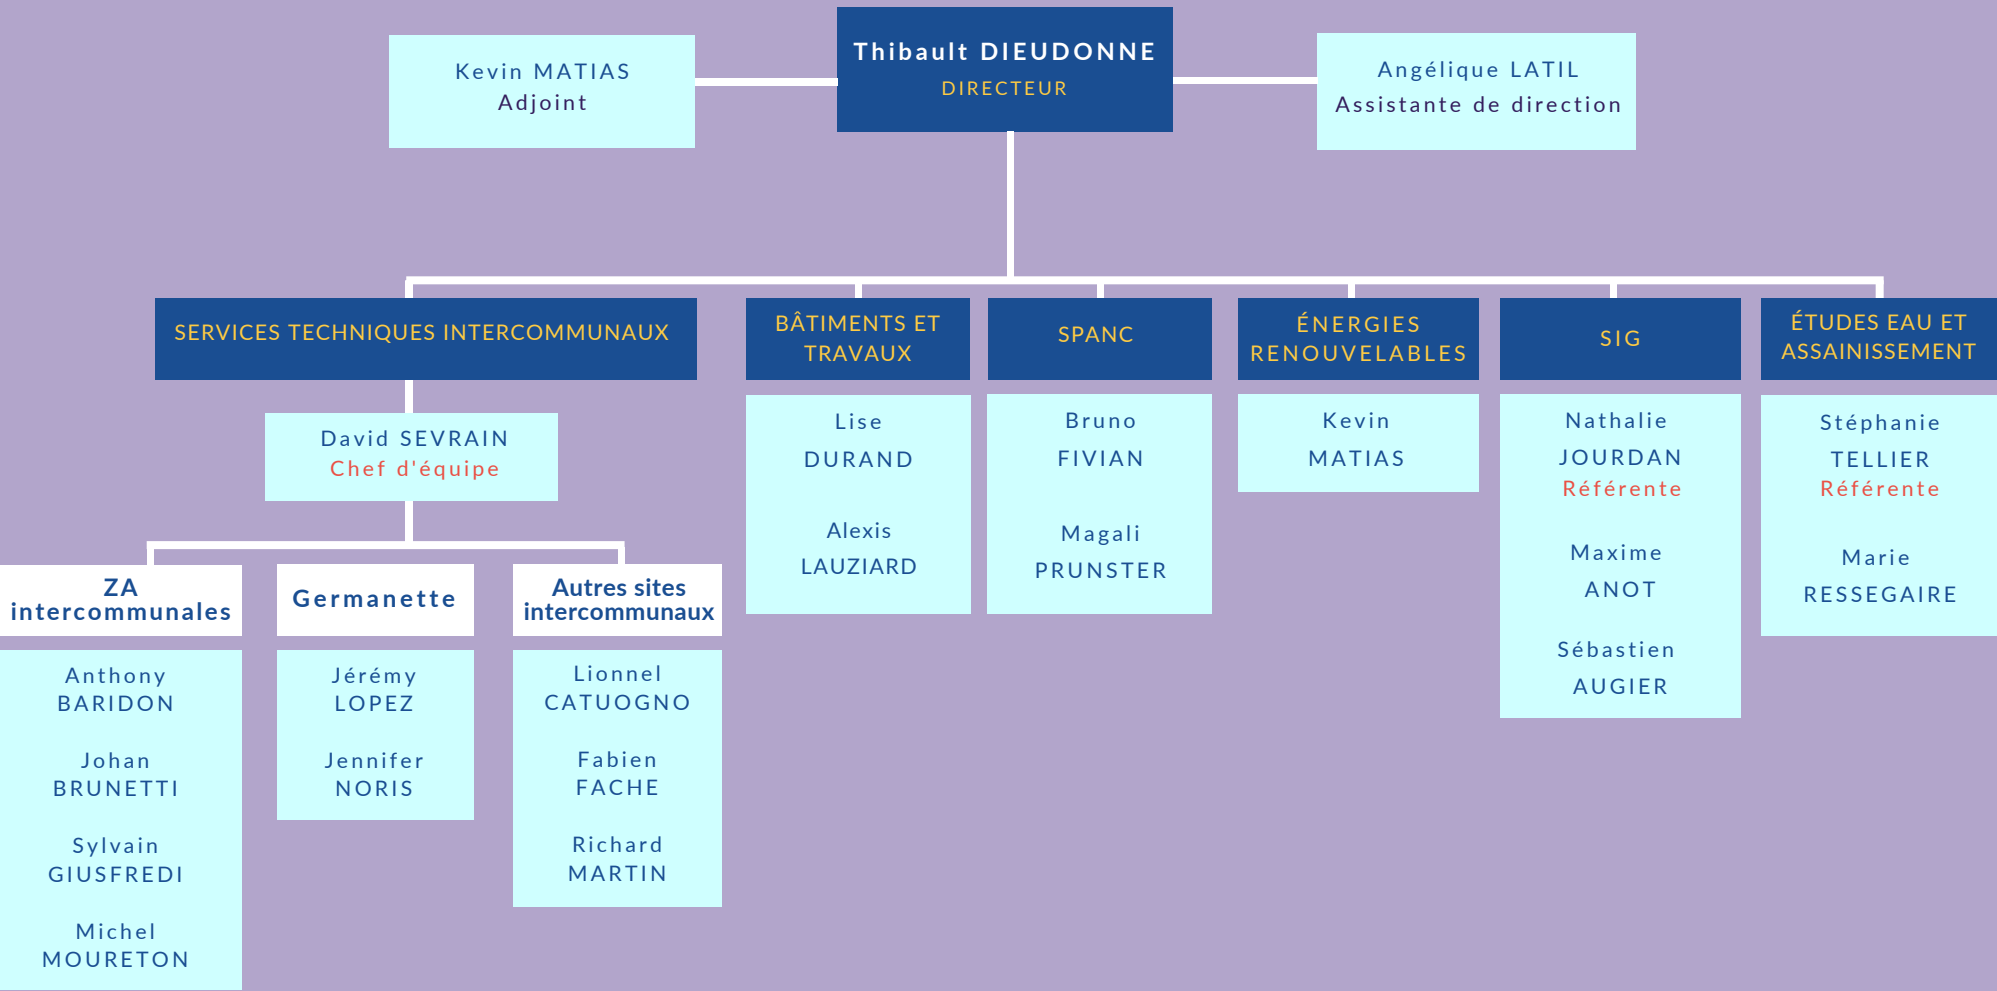 Kevin MATIAS
Adjoint
Thibault DIEUDONNE
DIRECTEUR
Angélique LATIL
Assistante de direction
SERVICES TECHNIQUES INTERCOMMUNAUX
David SEVRAIN
Chef d'équipe
ZA
intercommunales
Anthony
BARIDON
Johan
BRUNETTI
Sylvain
GIUSFREDI
Michel
MOURETON
Germanette
Jérémy
LOPEZ
Jennifer
NORIS
Autres sites
intercommunaux
Lionnel
CATUOGNO
Fabien
FACHE
Richard
MARTIN
BÂTIMENTS ET
TRAVAUX
Lise
DURAND
Alexis
LAUZIARD
SPANC
Bruno
FIVIAN
Magali
PRUNSTER
ÉNERGIES
RENOUVELABLES
Kevin
MATIAS
SIG
Nathalie
JOURDAN
Référente
Maxime
ANOT
Sébastien
AUGIER
ÉTUDES EAU ET
ASSAINISSEMENT
Stéphanie
TELLIER
Référente
Marie
RESSEGAIRE